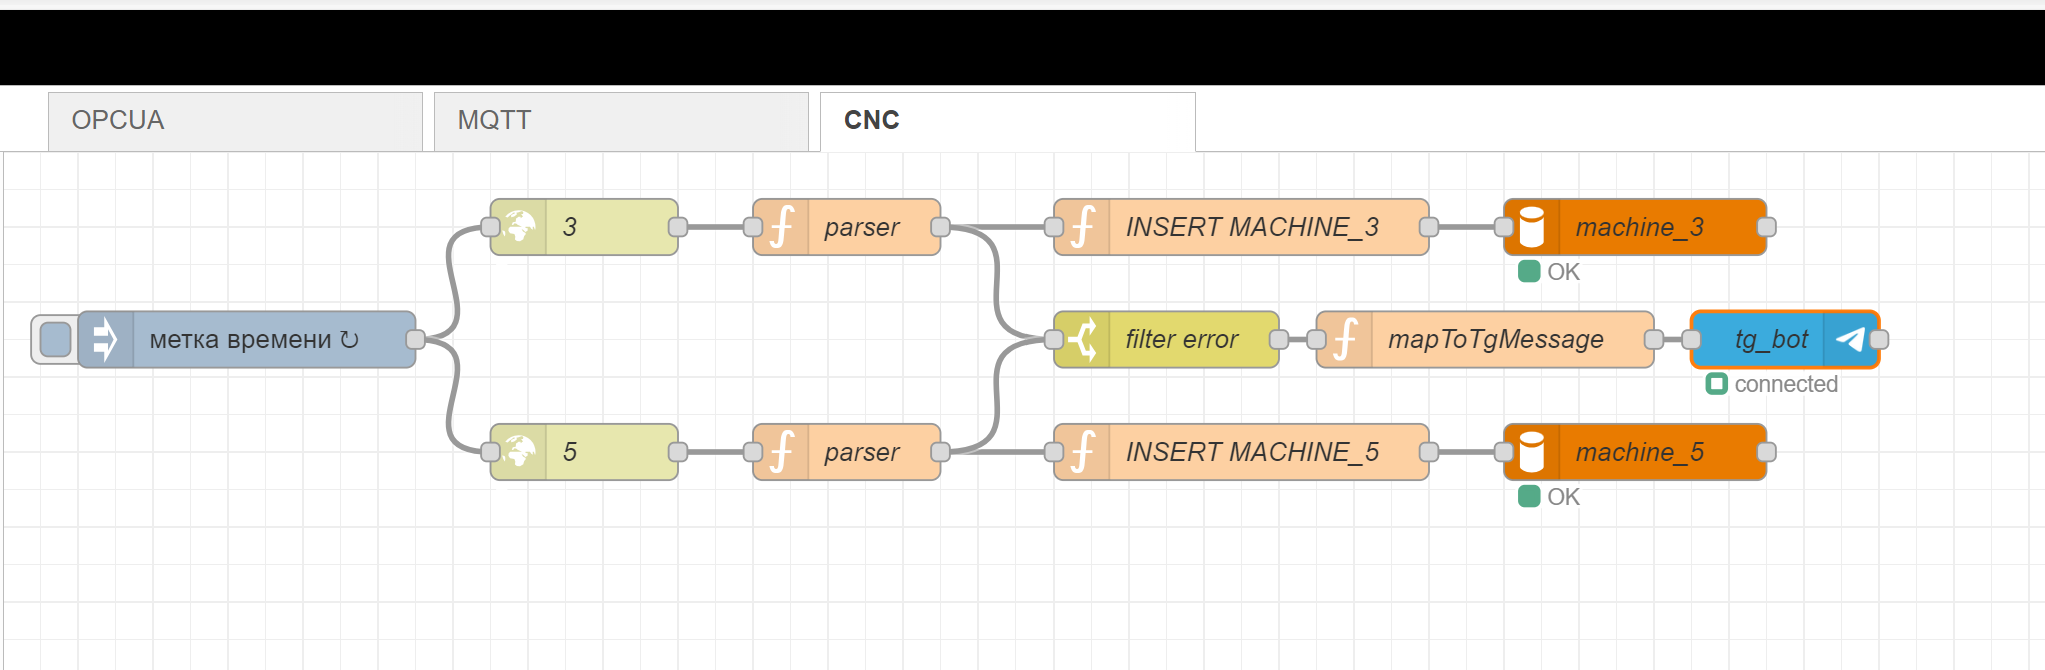 OPCUA
MQTT
CNC
3
parser
INSERT MACHINE_3
machine_3
OK
метка времени ↻
filter error
mapToTgMessage
tg_bot
connected
5
parser
INSERT MACHINE_5
machine_5
OK